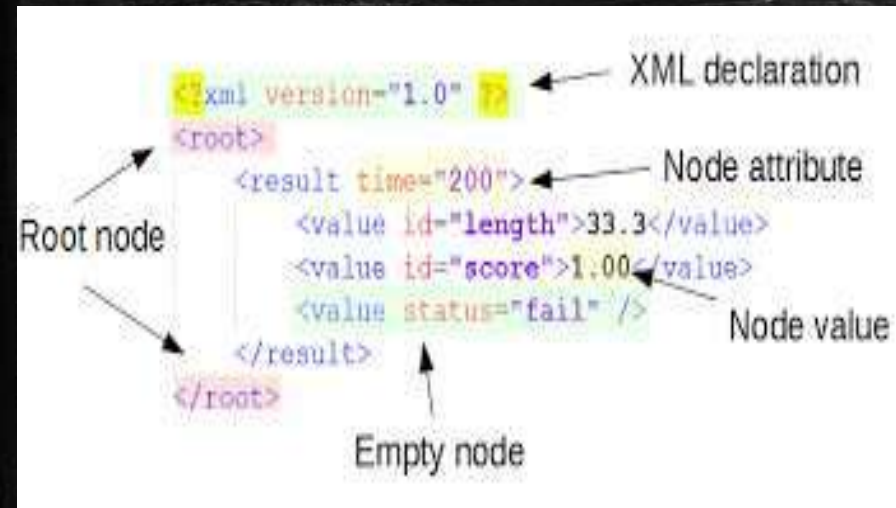 <?xml version="1.0" ?>
XML declaration
<root>
<result time="200">
Node attribute
Root node
<value id="length">33.3</value>
<value id="score">1.00</value>
<value status="fail" />
Node value
</result>
</root>
Empty node